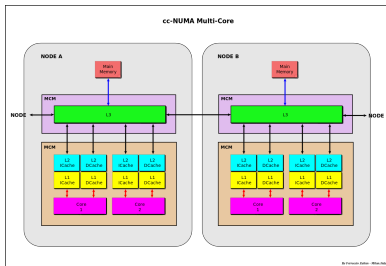 cc-NUMA Multi-Core
NODE A
NODE B
Main
Memory
Main
Memory
MCM
MCM
NODE
L3
L3
NODE
MCM
MCM
L2
ICache
L2
DCache
L2
ICache
L2
DCache
L2
ICache
L2
DCache
L2
ICache
L2
DCache
L1
ICache
L1
DCache
L1
ICache
L1
DCache
L1
ICache
L1
DCache
L1
ICache
L1
DCache
Core
Core
Core
Core